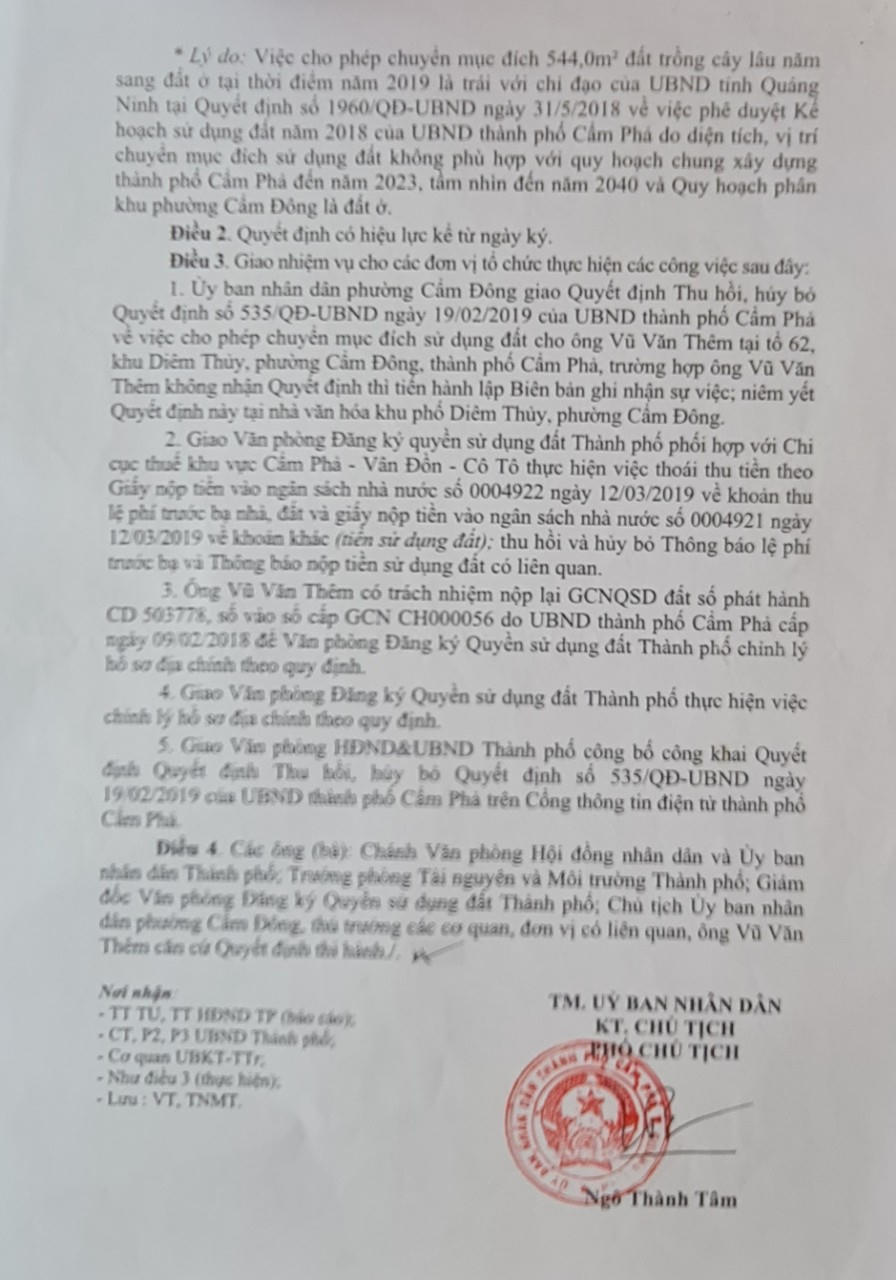 * Lý do: Việc cho phép chuyển mục đích 544,0m² đất trồng cây lâu năm
sang đất ở tại thời điểm năm 2019 là trái với chỉ đạo của UBND tỉnh Quảng
Ninh tại Quyết định số 1960/QĐ-UBND ngày 31/5/2018 về việc phê duyệt Kế
hoạch sử dụng đất năm 2018 của UBND thành phố Cẩm Phả do diện tích, vị trí
chuyển mục đích sử dụng đất không phù hợp với quy hoạch chung xây dựng
thành phố Cẩm Phả đến năm 2023, tầm nhìn đến năm 2040 và Quy hoạch phân
khu phường Cẩm Đông là đất ở.
Điều 2. Quyết định có hiệu lực kể từ ngày ký.
Điều 3. Giao nhiệm vụ cho các đơn vị tổ chức thực hiện các công việc sau đây:
1. Ủy ban nhân dân phường Cẩm Đông giao Quyết định Thu hồi, hủy bỏ
Quyết định số 535/QĐ-UBND ngày 19/02/2019 của UBND thành phố Cẩm Phả
về việc cho phép chuyển mục đích sử dụng đất cho ông Vũ Văn Thêm tại tổ 62,
khu Diêm Thủy, phường Cẩm Đông, thành phố Cẩm Phả, trường hợp ông Vũ Văn
Thêm không nhận Quyết định thì tiến hành lập Biên bản ghi nhận sự việc; niêm yết
Quyết định này tại nhà văn hóa khu phố Diêm Thủy, phường Cẩm Đông.
2. Giao Văn phòng Đăng ký quyền sử dụng đất Thành phố phối hợp với Chi
cục thuế khu vực Cẩm Phả - Vân Đồn - Cô Tô thực hiện việc thoái thu tiền theo
Giấy nộp tiền vào ngân sách nhà nước số 0004922 ngày 12/03/2019 về khoản thu
lệ phí trước bạ nhà, đất và giấy nộp tiền vào ngân sách nhà nước số 0004921 ngày
12/03/2019 về khoản khác (tiền sử dụng đất); thu hồi và hủy bỏ Thông báo lệ phí
trước bạ và Thông báo nộp tiền sử dụng đất có liên quan.
3. Ông Vũ Văn Thêm có trách nhiệm nộp lại GCNQSD đất số phát hành
CD 503778, số vào sổ cấp GCN CH000056 do UBND thành phố Cẩm Phả cấp
ngày 09/02/2018 để Văn phòng Đăng ký Quyền sử dụng đất Thành phố chỉnh lý
hồ sơ địa chính theo quy định.
4. Giao Văn phòng Đăng ký Quyền sử dụng đất Thành phố thực hiện việc
chỉnh lý hồ sơ địa chính theo quy định.
5. Giao Văn phòng HĐND&UBND Thành phố công bố công khai Quyết
định Quyết định Thu hồi, hủy bỏ Quyết định số 535/QĐ-UBND ngày
19/02/2019 của UBND thành phố Cẩm Phả trên Cổng thông tin điện tử thành phố
Cẩm Phả.
Điều 4. Các ông (bà): Chánh Văn phòng Hội đồng nhân dân và Ủy ban
nhân dân Thành phố; Trưởng phòng Tài nguyên và Môi trường Thành phố; Giám
đốc Văn phòng Đăng ký Quyền sử dụng đất Thành phố; Chủ tịch Ủy ban nhân
dân phường Cẩm Đông, thủ trưởng các cơ quan, đơn vị có liên quan, ông Vũ Văn
Thêm căn cứ Quyết định thi hành./.
Nơi nhận:
- TT TU, TT HĐND TP (báo cáo);
- CT, P2, P3 UBND Thành phố;
- Cơ quan UBKT-TTr;
- Như điều 3 (thực hiện);
- Lưu : VT, TNMT.
TM. UỶ BAN NHÂN DÂN
KT. CHỦ TỊCH
PHÓ CHỦ TỊCH
Ngô Thành Tâm